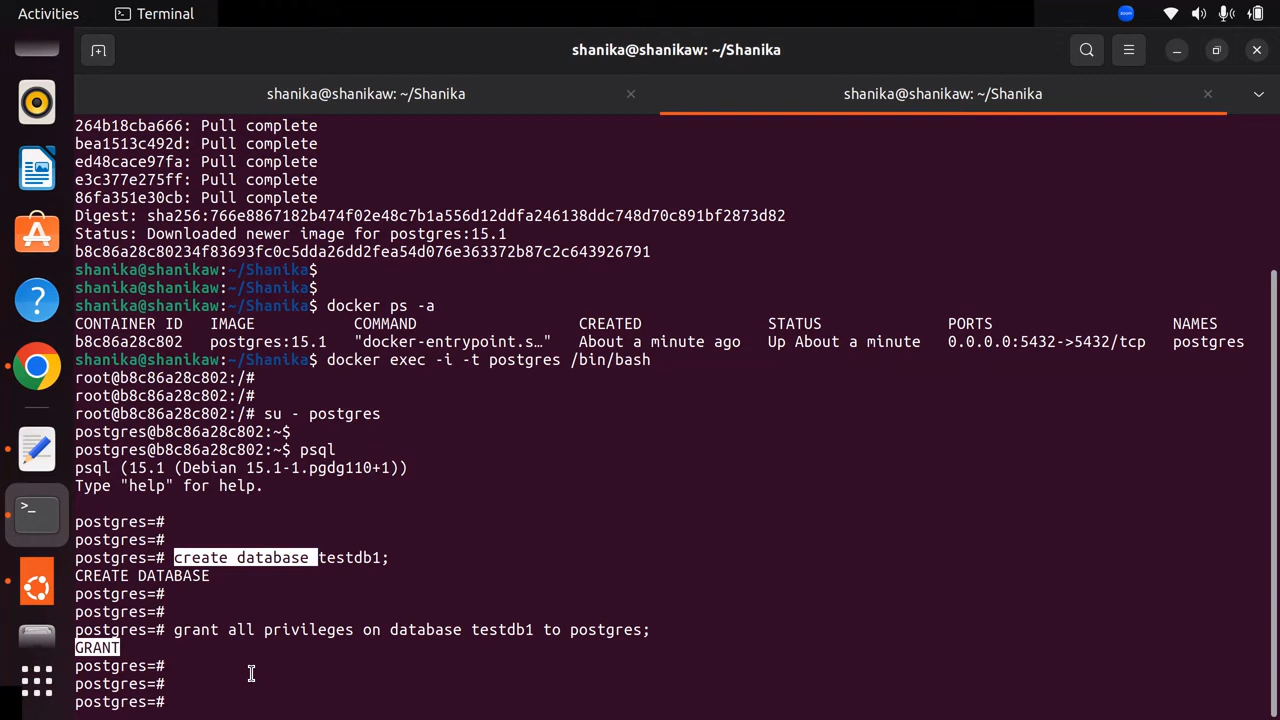 Activities
Terminal
zoom
shanika@shanikaw: ~/Shanika
shanika@shanikaw: ~/Shanika
shanika@shanikaw: ~/Shanika
264b18cba666: Pull complete
bea1513c492d: Pull complete
ed48cace97fa: Pull complete
e3c377e275ff: Pull complete
86fa351e30cb: Pull complete
Digest: sha256:766e8867182b474f02e48c7b1a556d12ddfa246138ddc748d70c891bf2873d82
Status: Downloaded newer image for postgres:15.1
b8c86a28c80234f83693fc0c5dda26dd2fea54d076e363372b87c2c643926791
shanika@shanikaw:~/Shanika$
shanika@shanikaw:~/Shanika$
shanika@shanikaw:~/Shanika$ docker ps -a
CONTAINER ID   IMAGE           COMMAND                  CREATED              STATUS              PORTS                    NAMES
b8c86a28c802   postgres:15.1   "docker-entrypoint.s…"   About a minute ago   Up About a minute   0.0.0.0:5432->5432/tcp   postgres
shanika@shanikaw:~/Shanika$ docker exec -i -t postgres /bin/bash
root@b8c86a28c802:/#
root@b8c86a28c802:/#
root@b8c86a28c802:/# su - postgres
postgres@b8c86a28c802:~$
postgres@b8c86a28c802:~$ psql
psql (15.1 (Debian 15.1-1.pgdg110+1))
Type "help" for help.
postgres=#
postgres=#
postgres=# create database testdb1;
CREATE DATABASE
postgres=#
postgres=#
postgres=# grant all privileges on database testdb1 to postgres;
GRANT
postgres=#
postgres=#
postgres=#